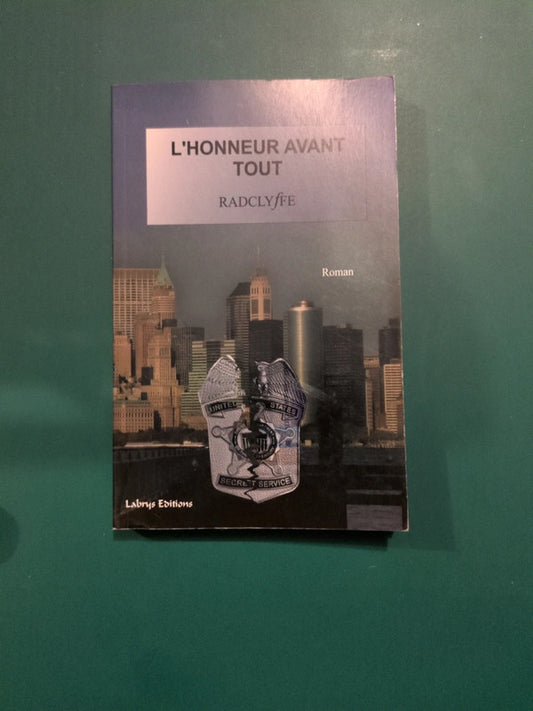 L'HONNEUR AVANT
TOUT
RADCLYffE
Roman
UNITED STATES
SECRET SERVICE
Labrys Editions